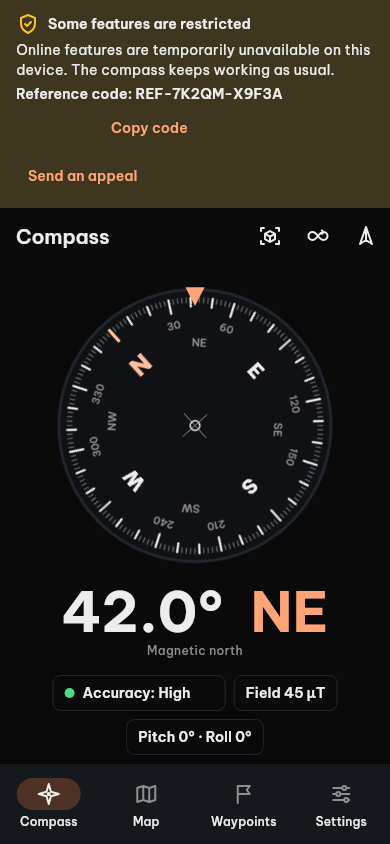 Some features are restricted
Online features are temporarily unavailable on this
device. The compass keeps working as usual.
Reference code: REF-7K2QM-X9F3A
Copy code
Send an appeal
Compass
30
NE
60
N
E
330
120
NW
SE
300
150
W
S
SW
240
210
42.0° NE
Magnetic north
Accuracy: High
Field 45 µT
Pitch 0° · Roll 0°
Compass
Map
Waypoints
Settings